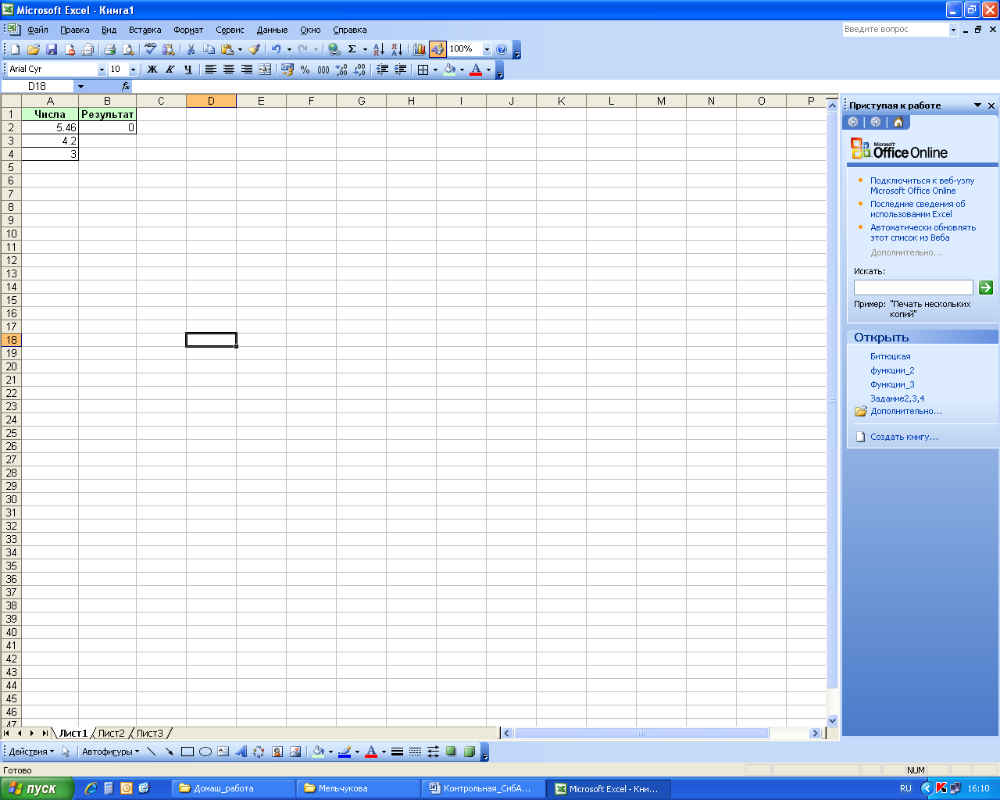 Microsoft Excel - Книга1
Файл Правка Вид Вставка Формат Сервис Данные Окно Справка
Введите вопрос
100%
Arial Cyr 10 Ж К Ч % 000
D18 fx
A B C D E F G H I J K L M N O P
1 Числа Результат
2 5.46 0
3 4.2
4 3
5
6
7
8
9
10
11
12
13
14
15
16
17
18
19
20
21
22
23
24
25
26
27
28
29
30
31
32
33
34
35
36
37
38
39
40
41
42
43
44
45
46
47
Приступая к работе
Microsoft
Office Online
Подключиться к веб-узлу
Microsoft Office Online
Последние сведения об
использовании Excel
Автоматически обновлять
этот список из Веба
Дополнительно...
Искать:
Пример: "Печать нескольких
копий"
Открыть
Битюцкая
функции_2
Функции_3
Задание2,3,4
Дополнительно...
Создать книгу...
Лист1 Лист2 Лист3
Действия Автофигуры
Готово
NUM
пуск Домаш_работа Мельчукова Контрольная_СибА... Microsoft Excel - Кни... RU 16:10